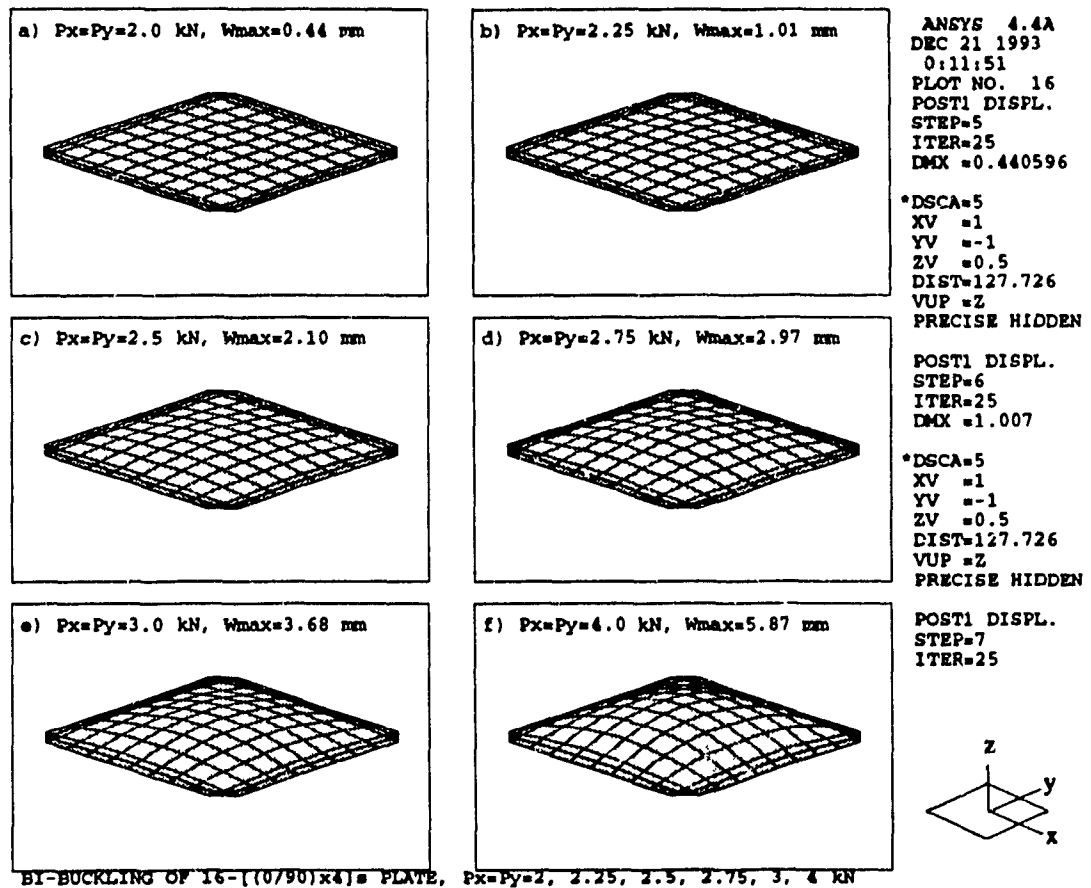 a) Px=Py=2.0 kN, Wmax=0.44 mm
b) Px=Py=2.25 kN, Wmax=1.01 mm
c) Px=Py=2.5 kN, Wmax=2.10 mm
d) Px=Py=2.75 kN, Wmax=2.97 mm
e) Px=Py=3.0 kN, Wmax=3.68 mm
f) Px=Py=4.0 kN, Wmax=5.87 mm
ANSYS 4.4A
DEC 21 1993
0:11:51
PLOT NO. 16
POST1 DISPL.
STEP=5
ITER=25
DMX =0.440596
*DSCA=5
XV =1
YV =-1
ZV =0.5
DIST=127.726
VUP =Z
PRECISE HIDDEN
POST1 DISPL.
STEP=6
ITER=25
DMX =1.007
*DSCA=5
XV =1
YV =-1
ZV =0.5
DIST=127.726
VUP =Z
PRECISE HIDDEN
POST1 DISPL.
STEP=7
ITER=25
Z
Y
X
BI-BUCKLING OF 16-[(0/90)x4]s PLATE, Px=Py=2, 2.25, 2.5, 2.75, 3, 4 kN